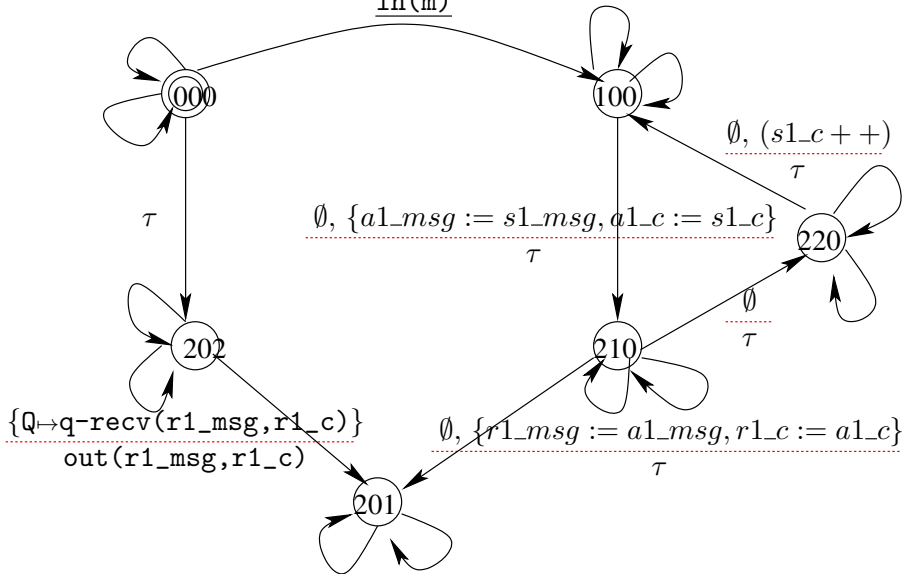 in(m)
000
100
∅, (s1_c + +)
τ
τ
∅, {a1_msg := s1_msg, a1_c := s1_c}
τ
220
∅
τ
202
210
{Q↦q-recv(r1_msg,r1_c)}
out(r1_msg,r1_c)
∅, {r1_msg := a1_msg, r1_c := a1_c}
τ
201